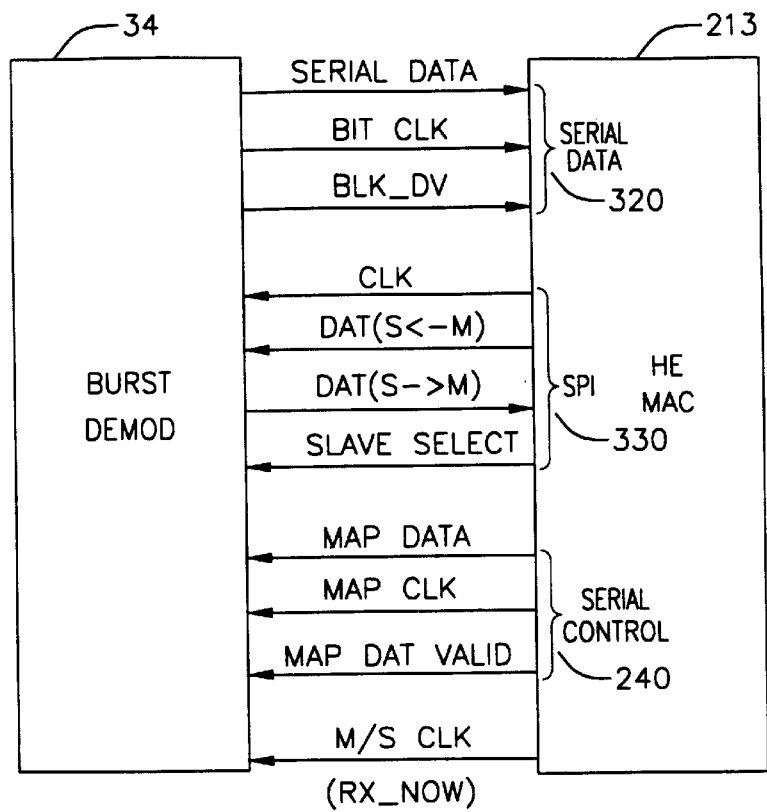 34
213
SERIAL DATA
BIT CLK
BLK_DV
SERIAL
DATA
320
CLK
DAT(S<-M)
DAT(S->M)
SLAVE SELECT
SPI
330
BURST
DEMOD
HE
MAC
MAP DATA
MAP CLK
MAP DAT VALID
SERIAL
CONTROL
240
M/S CLK
(RX_NOW)